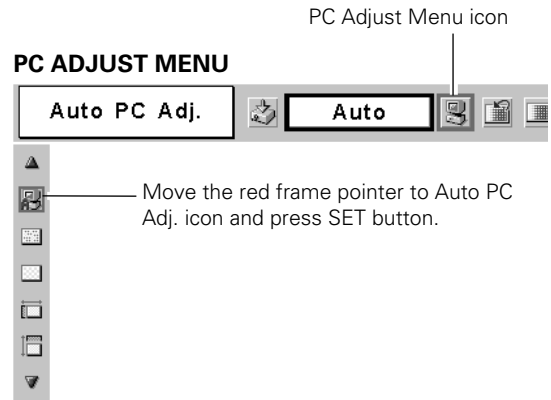 PC Adjust Menu icon
PC ADJUST MENU
Auto PC Adj.
Auto
Move the red frame pointer to Auto PC
Adj. icon and press SET button.